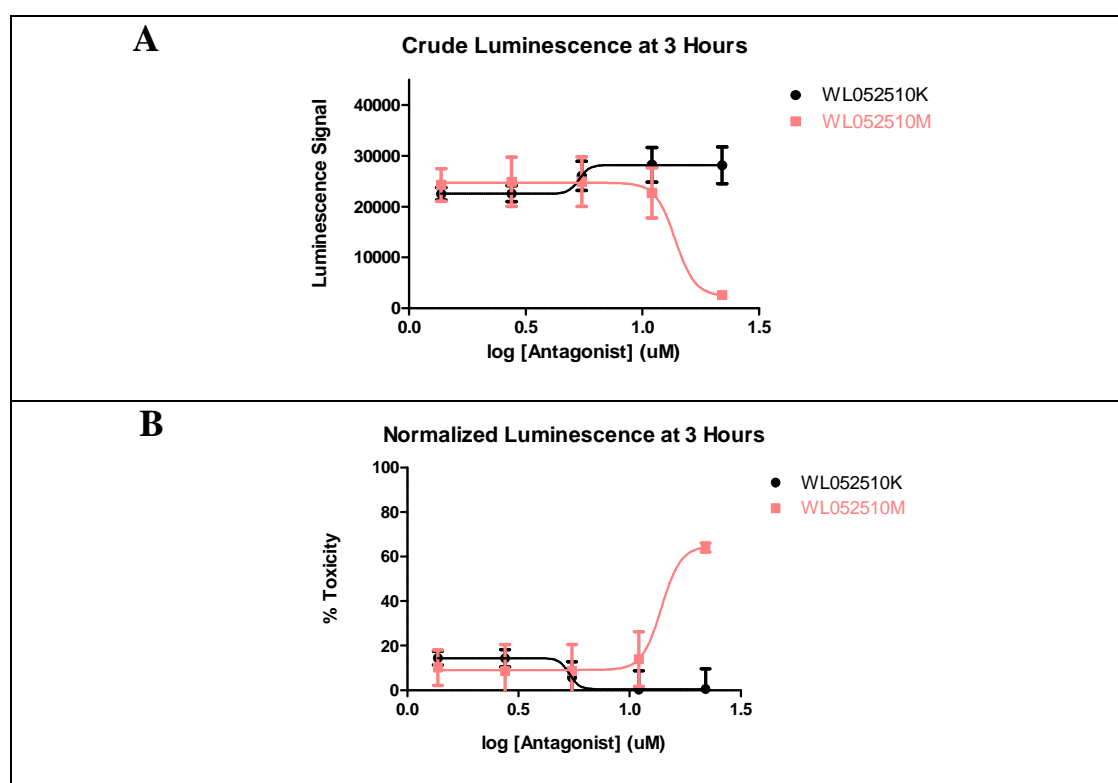 A
Crude Luminescence at 3 Hours
WL052510K
WL052510M
Luminescence Signal
40000
30000
20000
10000
0
0.0 0.5 1.0 1.5
log [Antagonist] (uM)
B
Normalized Luminescence at 3 Hours
WL052510K
WL052510M
% Toxicity
100
80
60
40
20
0
0.0 0.5 1.0 1.5
log [Antagonist] (uM)